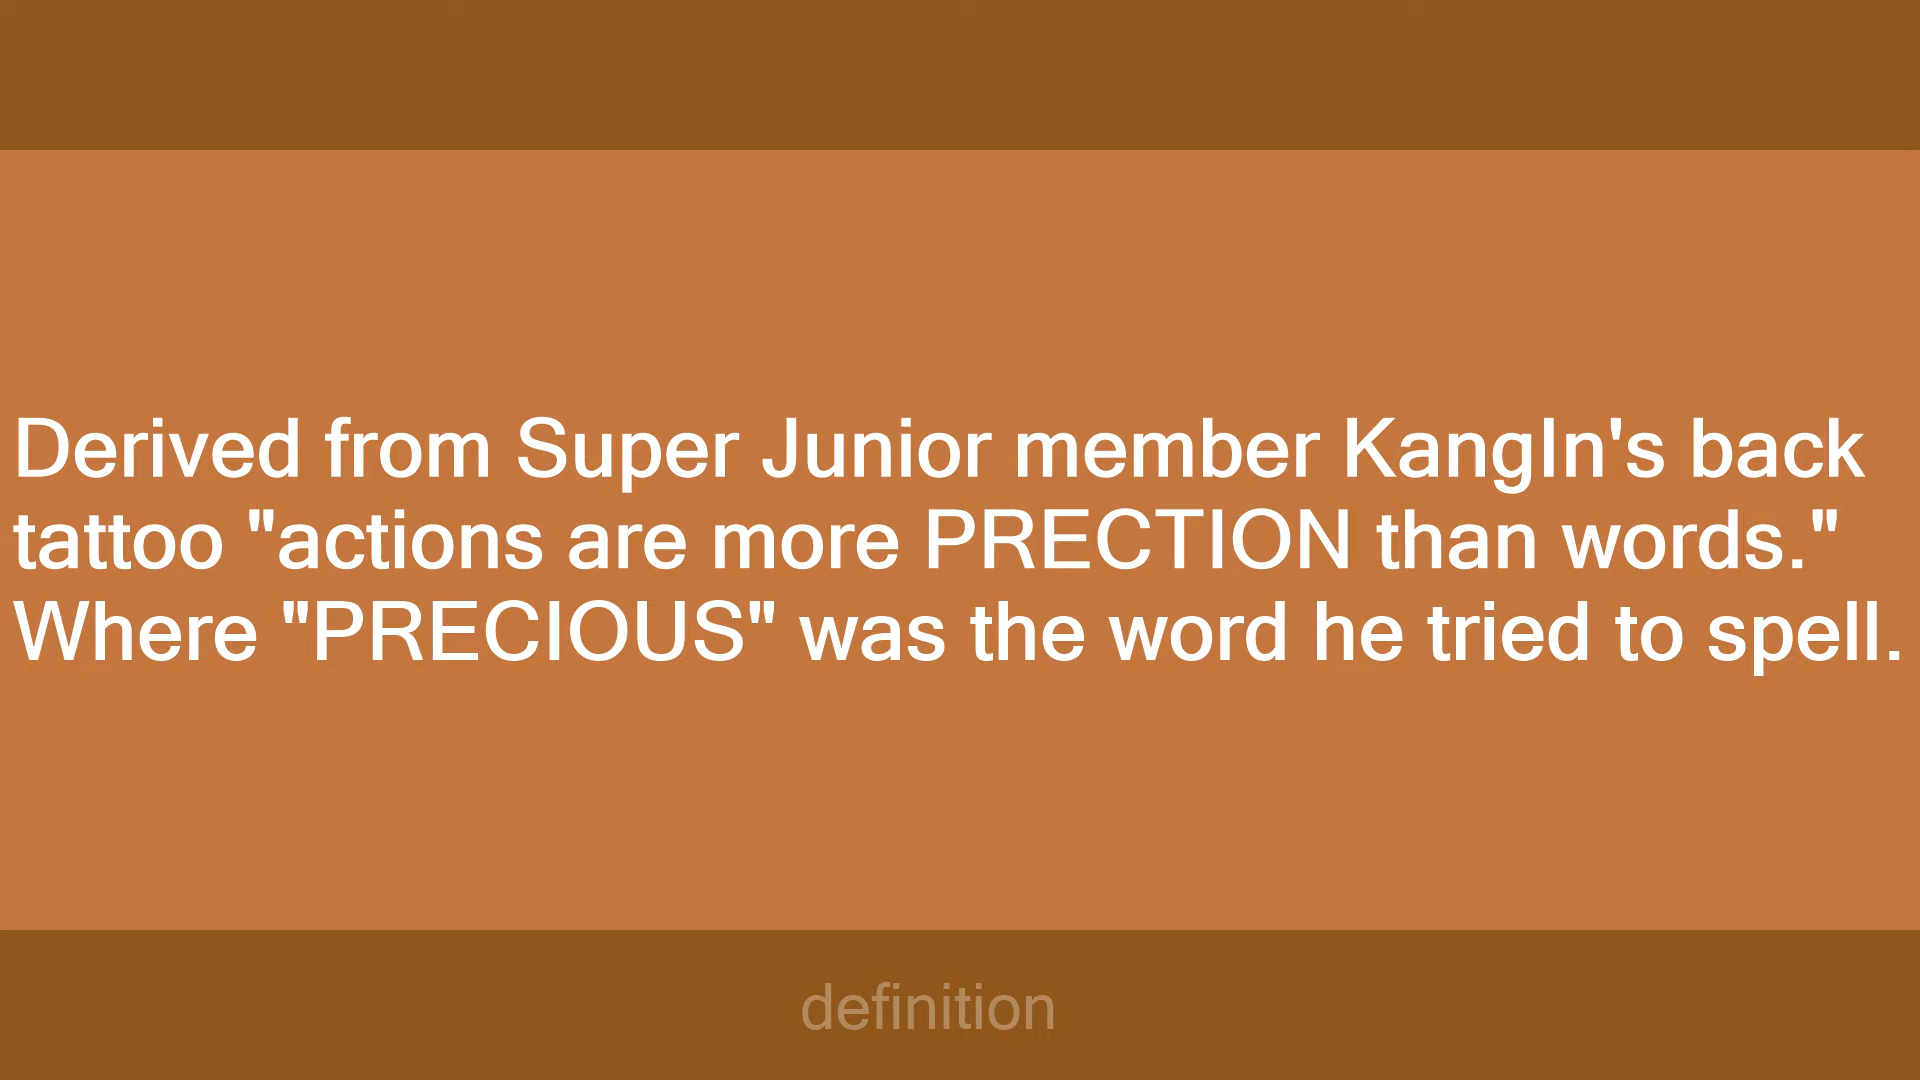 Derived from Super Junior member KangIn's back
tattoo "actions are more PRECTION than words."
Where "PRECIOUS" was the word he tried to spell.
definition